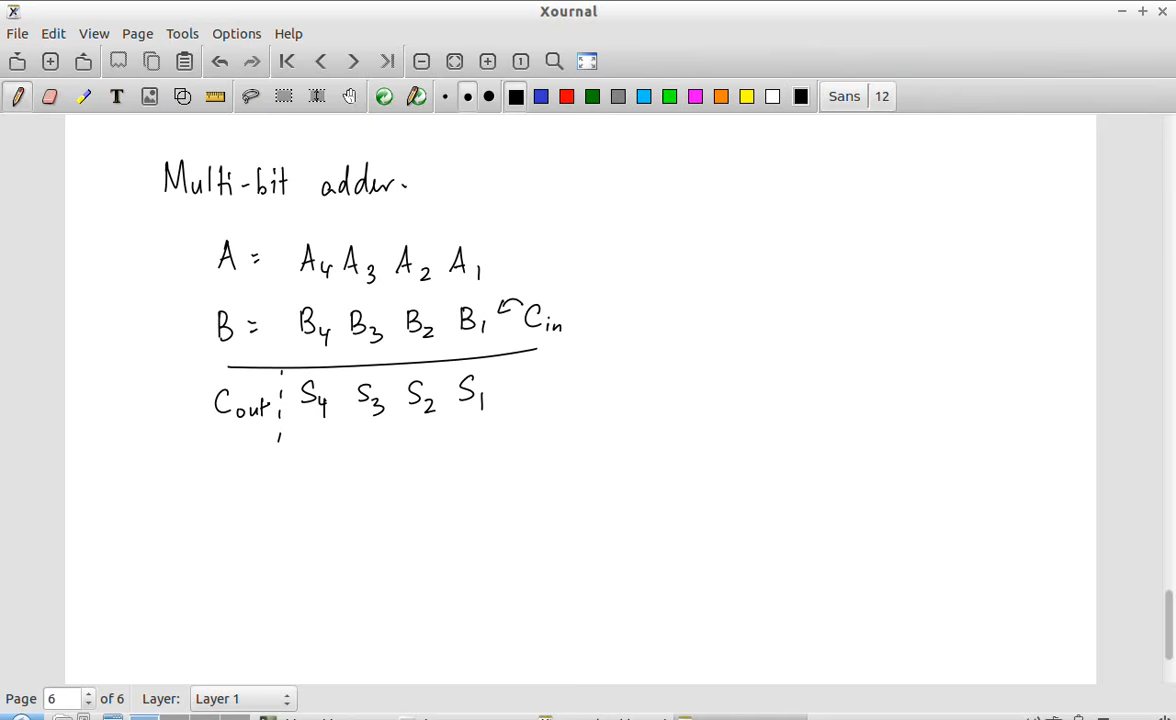 Xournal
File Edit View Page Tools Options Help
Sans 12
Multi-bit adder.
A = A4 A3 A2 A1
B = B4 B3 B2 B1 Cin
Cout S4 S3 S2 S1
Page 6 of 6 Layer: Layer 1